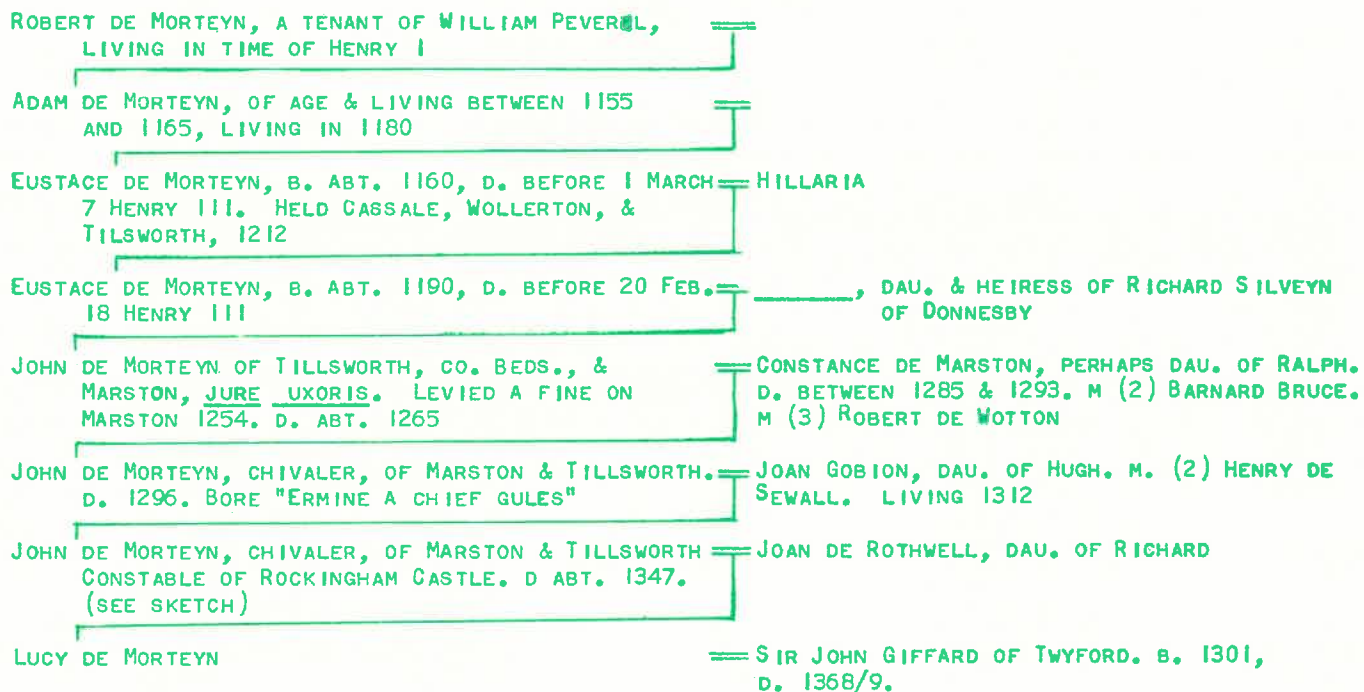 ROBERT DE MORTEYN, A TENANT OF WILLIAM PEVEREL,
LIVING IN TIME OF HENRY I
ADAM DE MORTEYN, OF AGE & LIVING BETWEEN 1155
AND 1165, LIVING IN 1180
EUSTACE DE MORTEYN, B. ABT. 1160, D. BEFORE 1 MARCH
7 HENRY III. HELD CASSALE, WOLLERTON, &
TILSWORTH, 1212
HILLARIA
EUSTACE DE MORTEYN, B. ABT. 1190, D. BEFORE 20 FEB.
18 HENRY III
________, DAU. & HEIRESS OF RICHARD SILVEYN
OF DONNESBY
JOHN DE MORTEYN OF TILLSWORTH, CO. BEDS., &
MARSTON, JURE UXORIS. LEVIED A FINE ON
MARSTON 1254. D. ABT. 1265
CONSTANCE DE MARSTON, PERHAPS DAU. OF RALPH.
D. BETWEEN 1285 & 1293. M (2) BARNARD BRUCE.
M (3) ROBERT DE WOTTON
JOHN DE MORTEYN, CHIVALER, OF MARSTON & TILLSWORTH.
D. 1296. BORE "ERMINE A CHIEF GULES"
JOAN GOBION, DAU. OF HUGH. M. (2) HENRY DE
SEWALL. LIVING 1312
JOHN DE MORTEYN, CHIVALER, OF MARSTON & TILLSWORTH
CONSTABLE OF ROCKINGHAM CASTLE. D ABT. 1347.
(SEE SKETCH)
JOAN DE ROTHWELL, DAU. OF RICHARD
LUCY DE MORTEYN
SIR JOHN GIFFARD OF TWYFORD. B. 1301,
D. 1368/9.